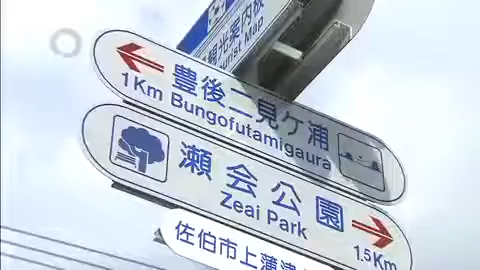 観光案内板
Tourist Map
豊後二見ケ浦
1Km Bungofutamigaura
瀬会公園
Zeai Park
1.5Km
佐伯市上浦